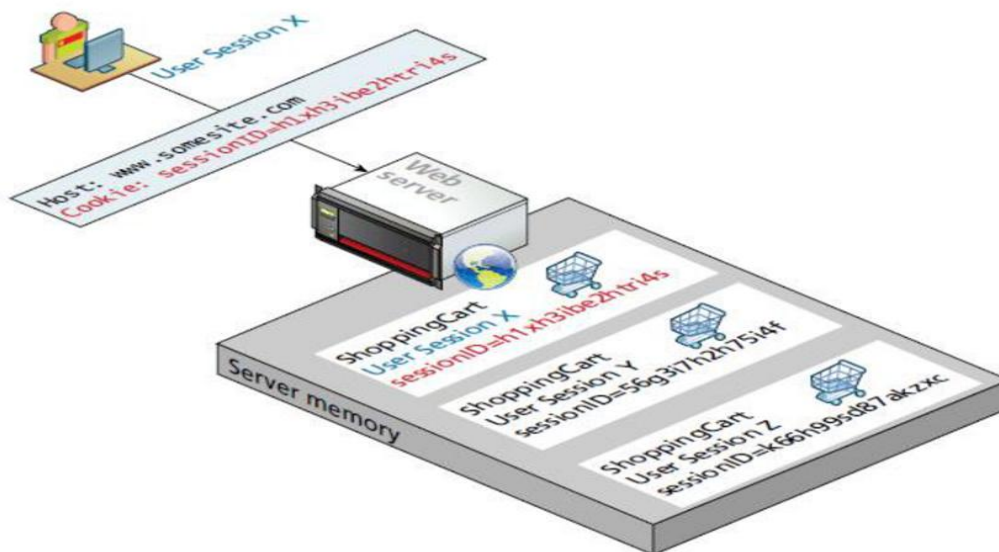 User Session X
Host: www.somesite.com
Cookie: sessionID=h1xh3ibe2htri4s
Web
server
ShoppingCart
User Session X
sessionID=h1xh3ibe2htri4s
ShoppingCart
User Session Y
sessionID=56g3i7h2h75i4f
ShoppingCart
User Session Z
sessionID=k66h99sd87akzxc
Server memory